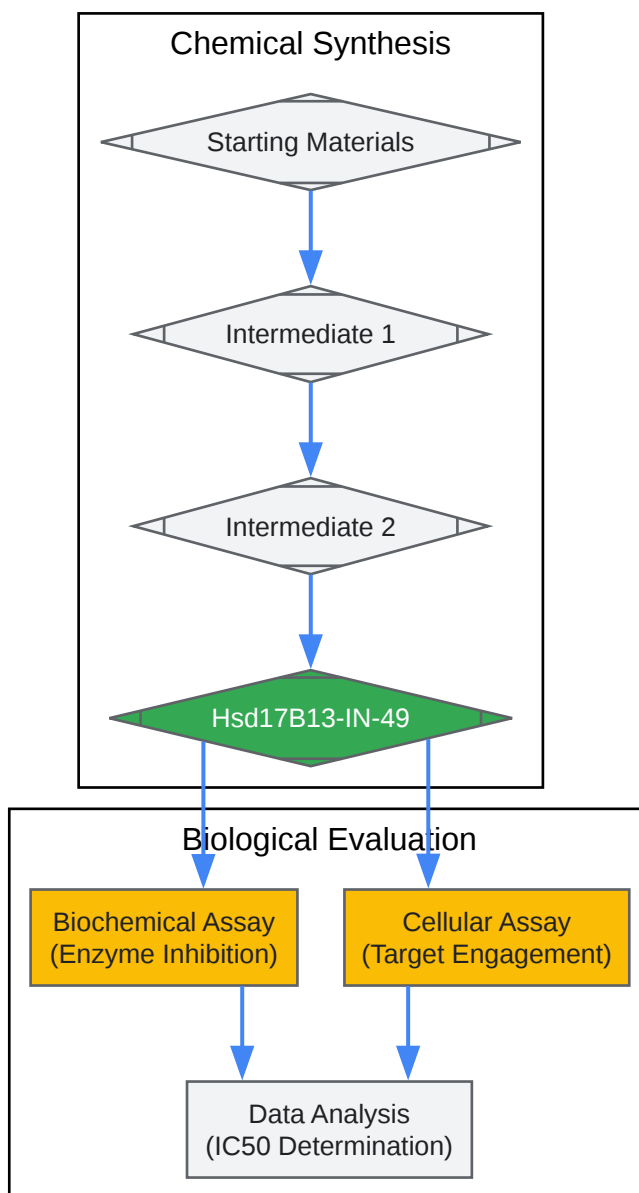 Chemical Synthesis
Starting Materials
Intermediate 1
Intermediate 2
Hsd17B13-IN-49
Biological Evaluation
Biochemical Assay
(Enzyme Inhibition)
Cellular Assay
(Target Engagement)
Data Analysis
(IC50 Determination)